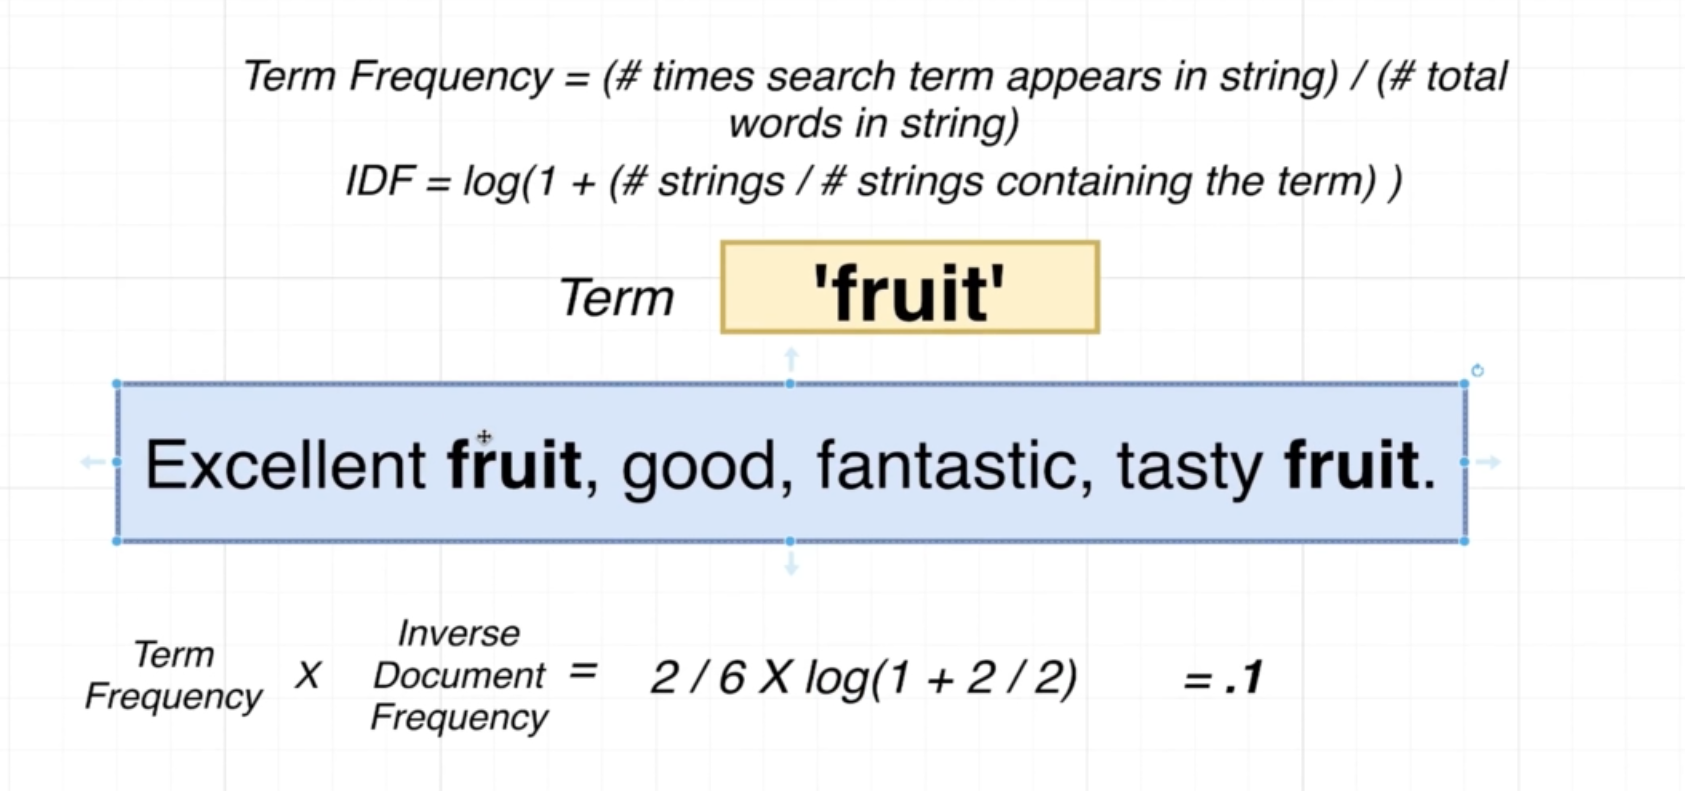 Term Frequency = (# times search term appears in string) / (# total
words in string)
IDF = log(1 + (# strings / # strings containing the term) )
Term
'fruit'
Excellent fruit, good, fantastic, tasty fruit.
Term
Frequency
X
Inverse
Document
Frequency
=
2 / 6 X log(1 + 2 / 2)
= .1